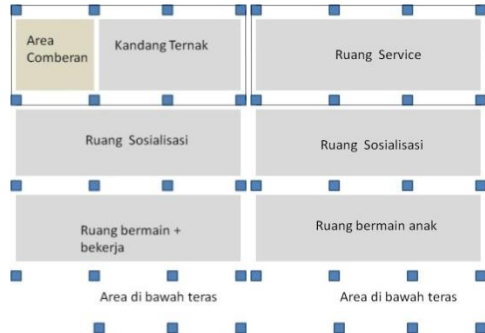 Area
Comberan
Kandang Ternak
Ruang Service
Ruang Sosialisasi
Ruang Sosialisasi
Ruang bermain +
bekerja
Ruang bermain anak
Area di bawah teras
Area di bawah teras